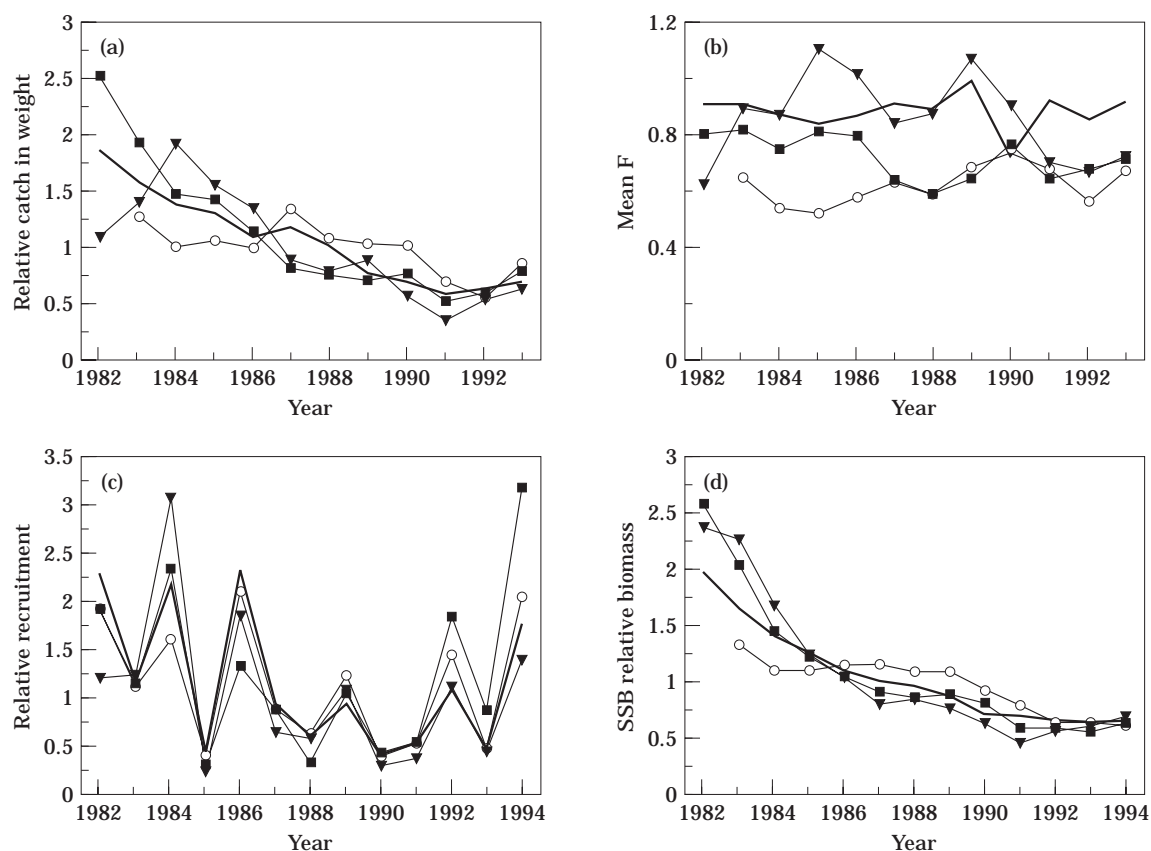 3
2.5
2
1.5
1
0.5
0
(a)
Relative catch in weight
1982 1984 1986 1988 1990 1992
Year
1.2
0.8
0.4
0
(b)
Mean F
1982 1984 1986 1988 1990 1992
Year
3.5
3
2.5
2
1.5
1
0.5
0
(c)
Relative recruitment
1982 1984 1986 1988 1990 1992 1994
Year
3
2.5
2
1.5
1
0.5
0
(d)
SSB relative biomass
1982 1984 1986 1988 1990 1992 1994
Year